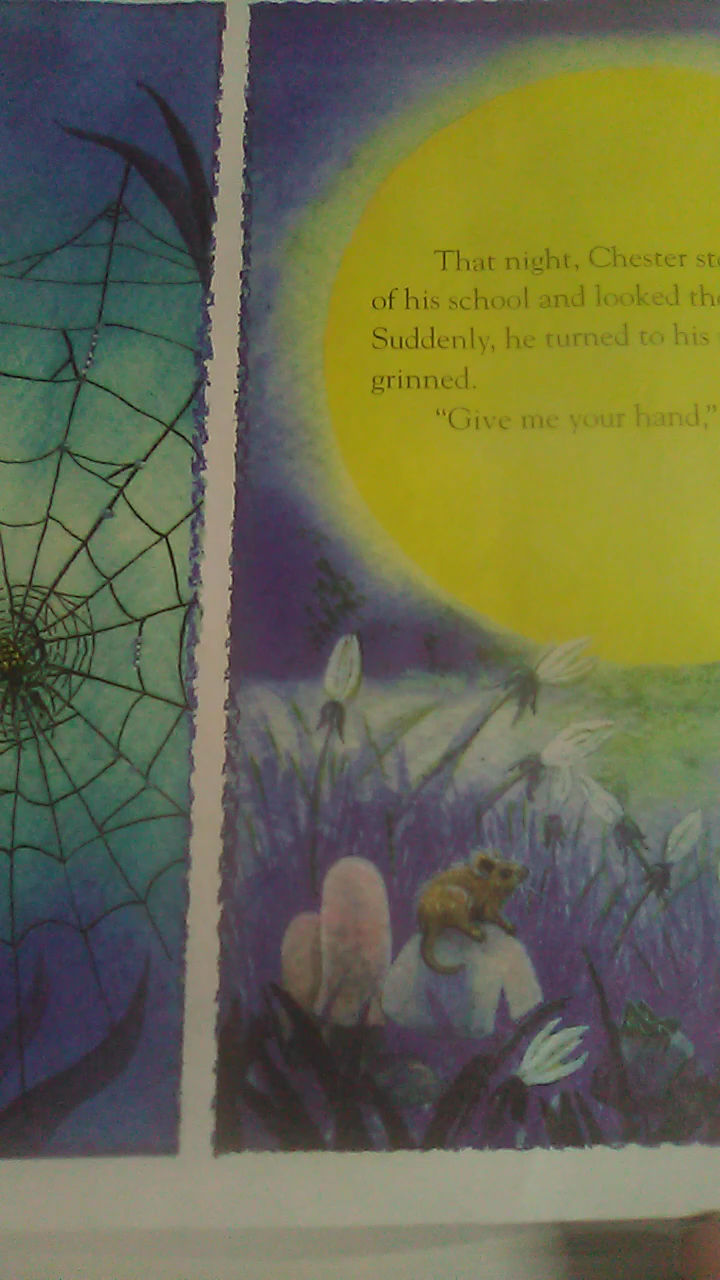 That night, Chester
of his school and looked
Suddenly, he turned to his
grinned.
“Give me your hand,”